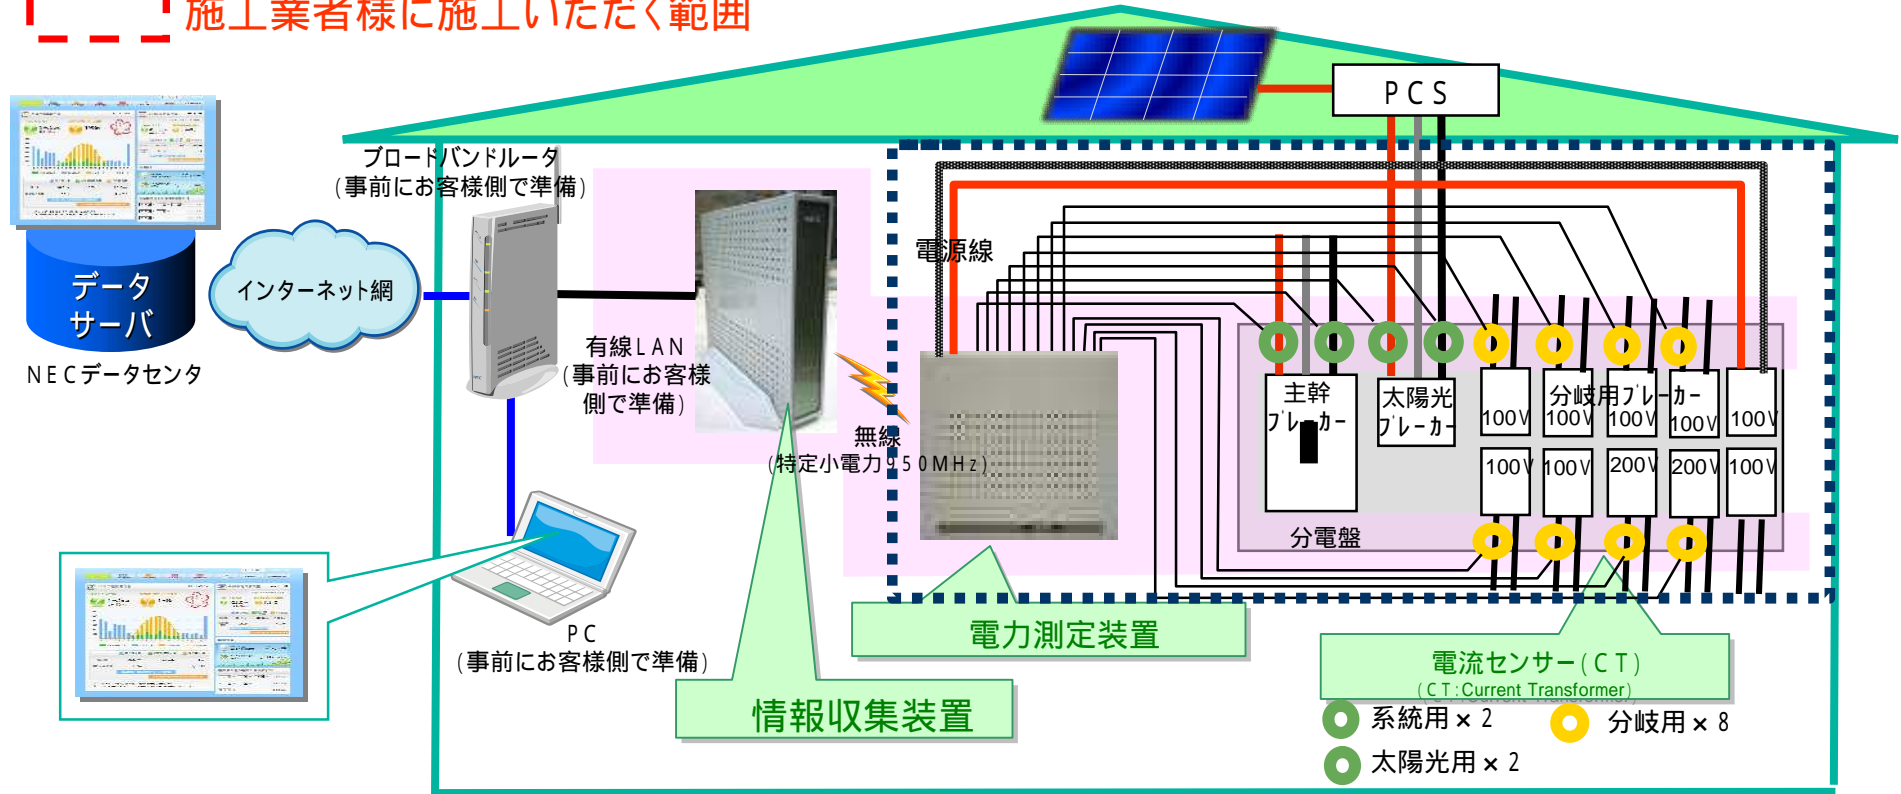 施工業者様に施工いただく範囲
PCS
ブロードバンドルータ
(事前にお客様側で準備)
電源線
データ
サーバ
インターネット網
NECデータセンタ
有線LAN
(事前にお客様
側で準備)
無線
(特定小電力950MHz)
主幹
ブレーカー
太陽光
ブレーカー
分岐用ブレーカー
100V
100V
100V
100V
100V
100V
100V
200V
200V
100V
分電盤
PC
(事前にお客様側で準備)
電力測定装置
情報収集装置
電流センサー(CT)
(CT:Current Transformer)
系統用×2
分岐用×8
太陽光用×2